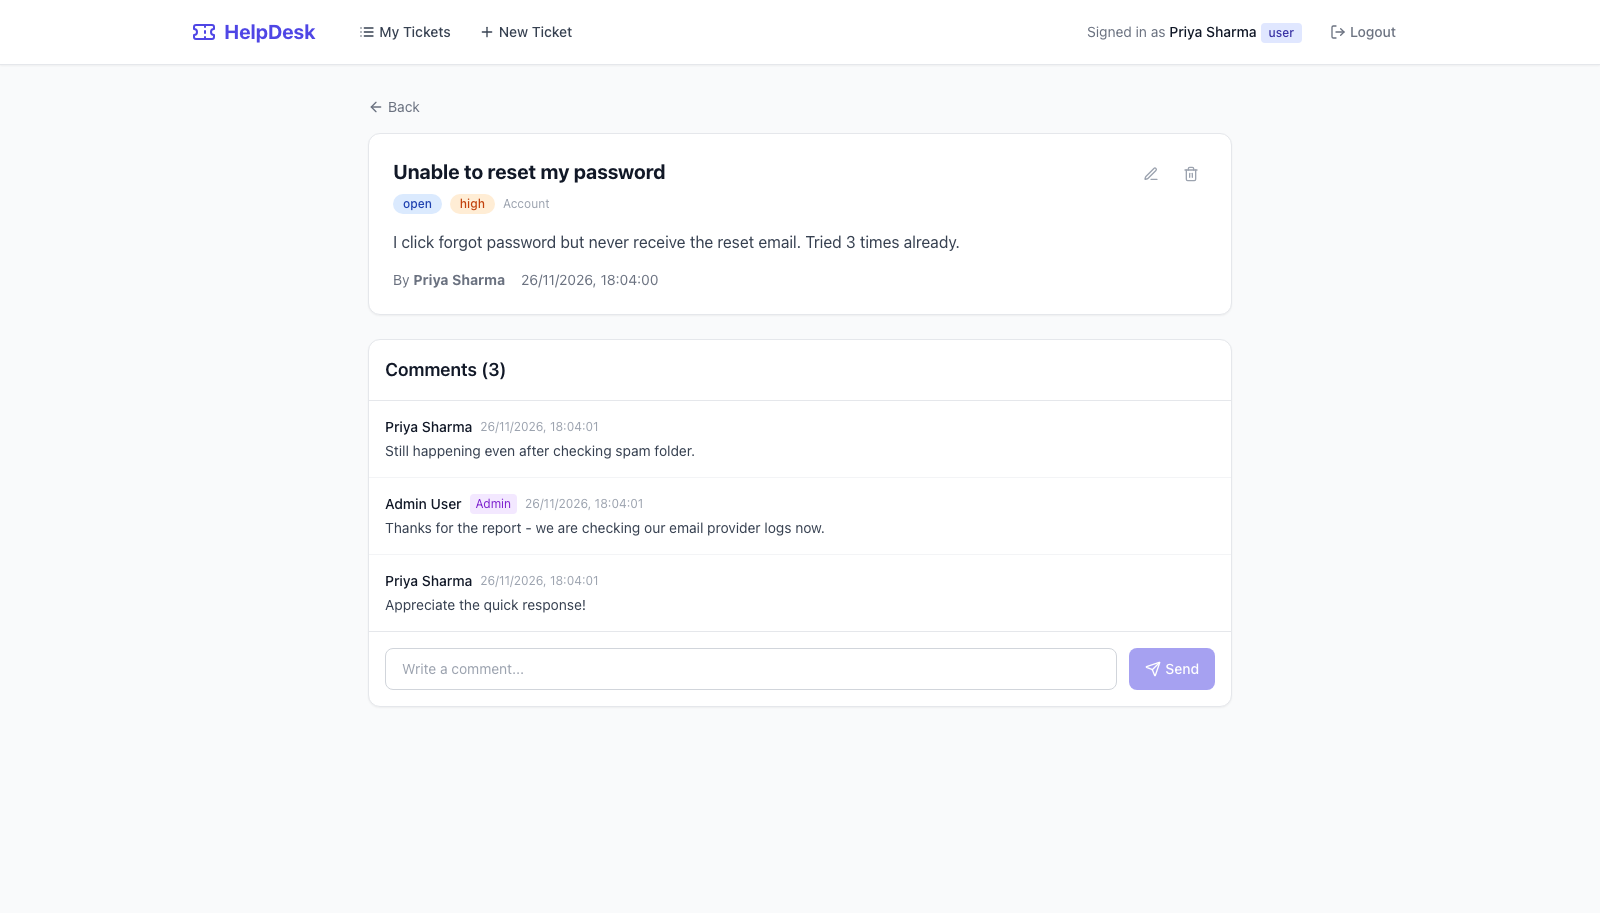 HelpDesk
My Tickets
New Ticket
Signed in as Priya Sharma user
Logout
Back
Unable to reset my password
open high Account
I click forgot password but never receive the reset email. Tried 3 times already.
By Priya Sharma 26/11/2026, 18:04:00
Comments (3)
Priya Sharma 26/11/2026, 18:04:01
Still happening even after checking spam folder.
Admin User Admin 26/11/2026, 18:04:01
Thanks for the report - we are checking our email provider logs now.
Priya Sharma 26/11/2026, 18:04:01
Appreciate the quick response!
Write a comment...
Send